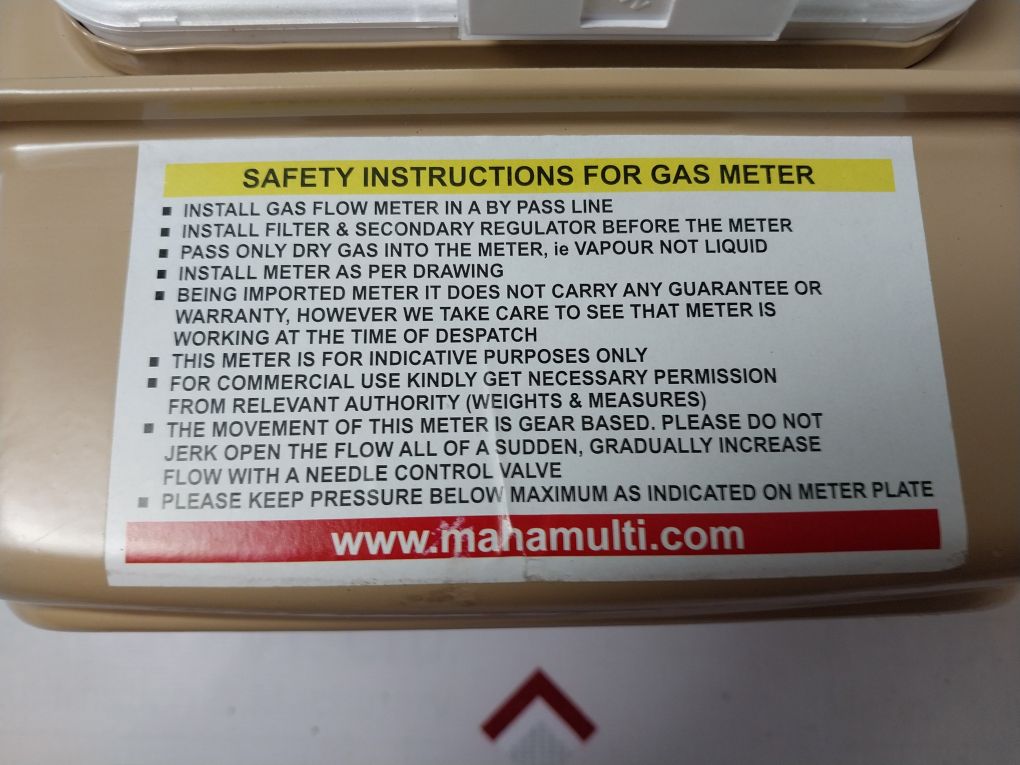 SAFETY INSTRUCTIONS FOR GAS METER
▪ INSTALL GAS FLOW METER IN A BY PASS LINE
▪ INSTALL FILTER & SECONDARY REGULATOR BEFORE THE METER
▪ PASS ONLY DRY GAS INTO THE METER, ie VAPOUR NOT LIQUID
▪ INSTALL METER AS PER DRAWING
▪ BEING IMPORTED METER IT DOES NOT CARRY ANY GUARANTEE OR
WARRANTY, HOWEVER WE TAKE CARE TO SEE THAT METER IS
WORKING AT THE TIME OF DESPATCH
▪ THIS METER IS FOR INDICATIVE PURPOSES ONLY
▪ FOR COMMERCIAL USE KINDLY GET NECESSARY PERMISSION
FROM RELEVANT AUTHORITY (WEIGHTS & MEASURES)
▪ THE MOVEMENT OF THIS METER IS GEAR BASED. PLEASE DO NOT
JERK OPEN THE FLOW ALL OF A SUDDEN, GRADUALLY INCREASE
FLOW WITH A NEEDLE CONTROL VALVE
▪ PLEASE KEEP PRESSURE BELOW MAXIMUM AS INDICATED ON METER PLATE
www.mahamulti.com